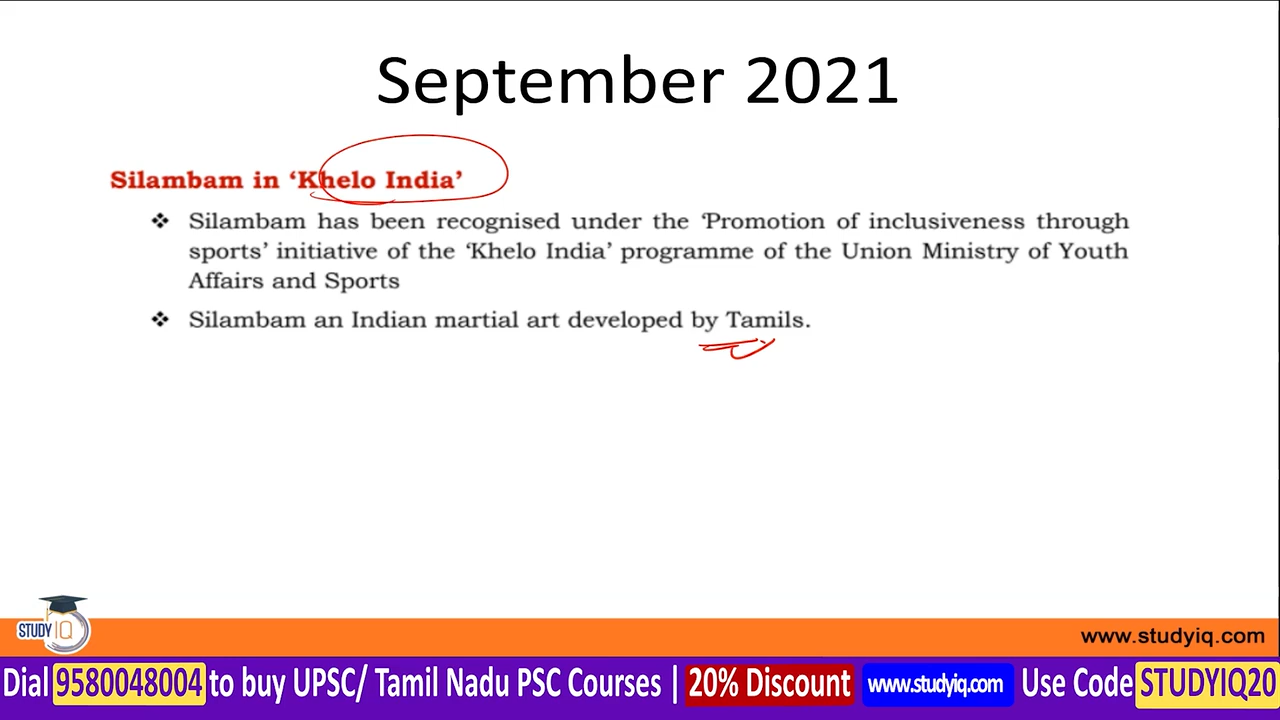 September 2021
Silambam in ‘Khelo India’
❖ Silambam has been recognised under the ‘Promotion of inclusiveness through
sports’ initiative of the ‘Khelo India’ programme of the Union Ministry of Youth
Affairs and Sports
❖ Silambam an Indian martial art developed by Tamils.
STUDY IQ
www.studyiq.com
Dial 9580048004 to buy UPSC/ Tamil Nadu PSC Courses | 20% Discount www.studyiq.com Use Code STUDYIQ20